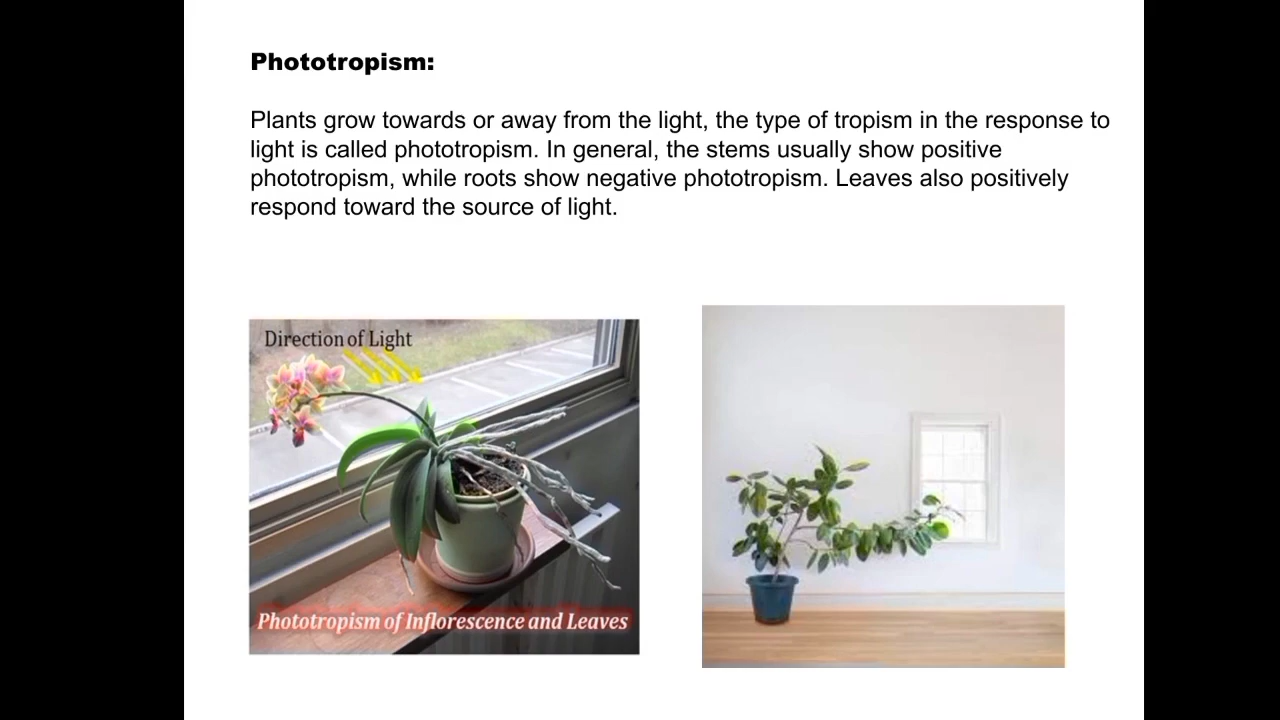 Phototropism:
Plants grow towards or away from the light, the type of tropism in the response to
light is called phototropism. In general, the stems usually show positive
phototropism, while roots show negative phototropism. Leaves also positively
respond toward the source of light.
Direction of Light
Phototropism of Inflorescence and Leaves